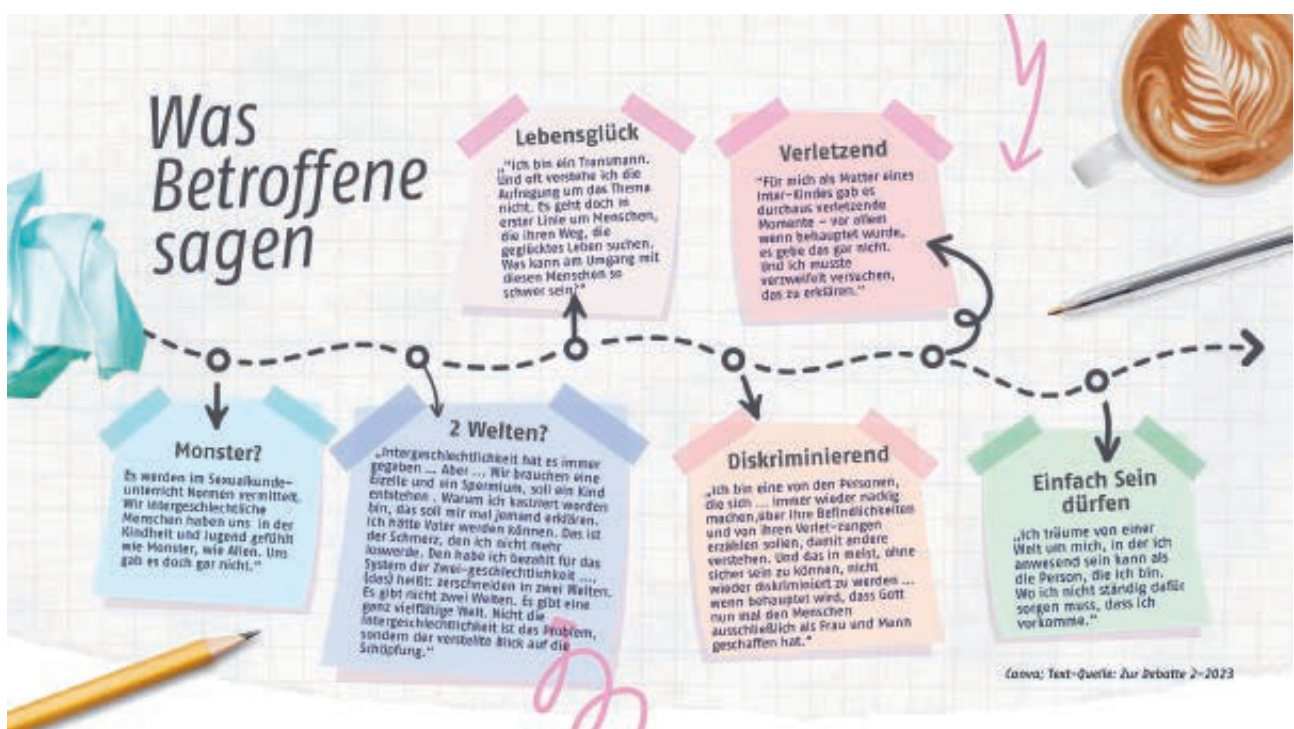 Was
Betroffene
sagen
Lebensglück
„"Ich bin ein Transmann.
Und oft verstehe ich die
Aufregung um das Thema
nicht. Es geht doch in
erster Linie um Menschen,
die ihren Weg, die
geglücktes Leben suchen.
Was kann am Umgang mit
diesen Menschen so
schwer sein?"
Verletzend
"Für mich als Mutter eines
Inter-Kindes gab es
durchaus verletzende
Momente – vor allem
wenn behauptet wurde,
es gebe das gar nicht.
Und ich musste
verzweifelt versuchen,
das zu erklären."
Monster?
Es werden im Sexualkunde-
unterricht Normen vermittelt.
Wir intergeschlechtliche
Menschen haben uns in der
Kindheit und Jugend gefühlt
wie Monster, wie Alien. Uns
gab es doch gar nicht."
2 Welten?
„Intergeschlechtlichkeit hat es immer
gegeben ... Aber ... Wir brauchen eine
Eizelle und ein Spermium, soll ein Kind
entstehen . Warum ich kastriert worden
bin, das soll mir mal jemand erklären.
Ich hätte Vater werden können. Das ist
der Schmerz, den ich nicht mehr
loswerde. Den habe ich bezahlt für das
System der Zwei-geschlechtlichkeit ...,
(das) heißt: zerschneiden in zwei Welten.
Es gibt nicht zwei Welten. Es gibt eine
ganz vielfältige Welt. Nicht die
Intergeschlechtlichkeit ist das Problem,
sondern der verstellte Blick auf die
Schöpfung."
Diskriminierend
„Ich bin eine von den Personen,
die sich ... immer wieder nackig
machen,über ihre Befindlichkeiten
und von ihren Verlet-zungen
erzählen sollen, damit andere
verstehen. Und das in meist, ohne
sicher sein zu können, nicht
wieder diskriminiert zu werden ...
wenn behauptet wird, dass Gott
nun mal den Menschen
ausschließlich als Frau und Mann
geschaffen hat."
Einfach Sein
dürfen
„Ich träume von einer
Welt um mich, in der ich
anwesend sein kann als
die Person, die ich bin.
Wo ich nicht ständig dafür
sorgen muss, dass ich
vorkomme."
Canva; Text-Quelle: Zur Debatte 2-2023